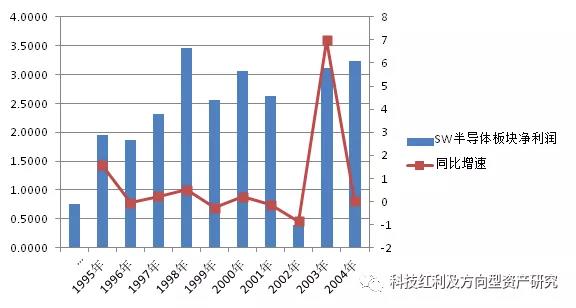 4.0000
3.5000
3.0000
2.5000
2.0000
1.5000
1.0000
0.5000
0.0000
8
7
6
5
4
3
2
1
0
-1
-2
...
1995年
1996年
1997年
1998年
1999年
2000年
2001年
2002年
2003年
2004年
SW半导体板块净利润
同比增速
科技红利及方向型资产研究